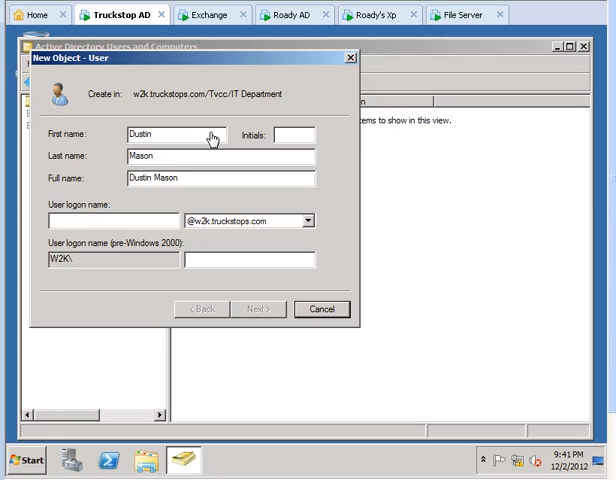 Home
Truckstop AD
Exchange
Roady AD
Roady's Xp
File Server
Active Directory Users and Computers
New Object - User
Create in: w2k.truckstops.com/Tvcc/IT Department
First name: Dustin Initials:
Last name: Mason
Full name: Dustin Mason
User logon name:
@w2k.truckstops.com
User logon name (pre-Windows 2000):
W2K\
< Back Next > Cancel
ems to show in this view.
Start
9:41 PM
12/2/2012